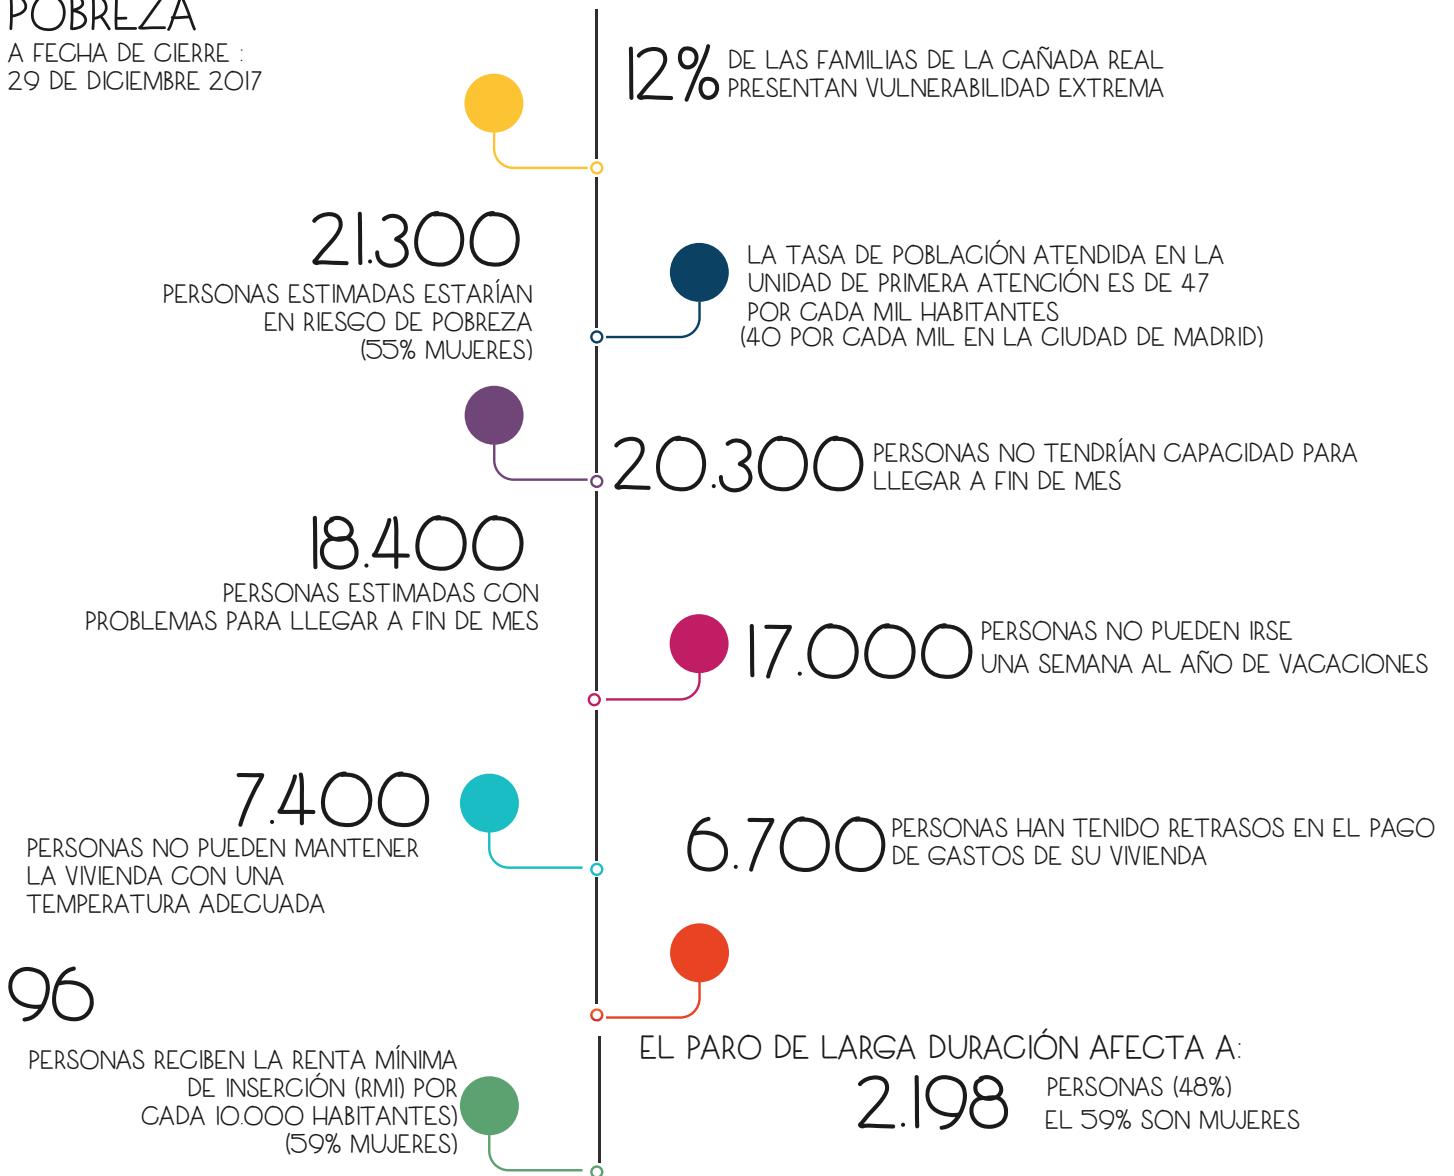 POBREZA
A FECHA DE CIERRE :
29 DE DICIEMBRE 2017
12% DE LAS FAMILIAS DE LA CAÑADA REAL
PRESENTAN VULNERABILIDAD EXTREMA
21.300
PERSONAS ESTIMADAS ESTARÍAN
EN RIESGO DE POBREZA
(55% MUJERES)
LA TASA DE POBLACIÓN ATENDIDA EN LA
UNIDAD DE PRIMERA ATENCIÓN ES DE 47
POR CADA MIL HABITANTES
(40 POR CADA MIL EN LA CIUDAD DE MADRID)
20.300 PERSONAS NO TENDRÍAN CAPACIDAD PARA
LLEGAR A FIN DE MES
18.400
PERSONAS ESTIMADAS CON
PROBLEMAS PARA LLEGAR A FIN DE MES
17.000 PERSONAS NO PUEDEN IRSE
UNA SEMANA AL AÑO DE VACACIONES
7.400
PERSONAS NO PUEDEN MANTENER
LA VIVIENDA CON UNA
TEMPERATURA ADECUADA
6.700 PERSONAS HAN TENIDO RETRASOS EN EL PAGO
DE GASTOS DE SU VIVIENDA
96
PERSONAS RECIBEN LA RENTA MÍNIMA
DE INSERCIÓN (RMI) POR
CADA 10.000 HABITANTES)
(59% MUJERES)
EL PARO DE LARGA DURACIÓN AFECTA A:
2.198 PERSONAS (48%)
EL 59% SON MUJERES